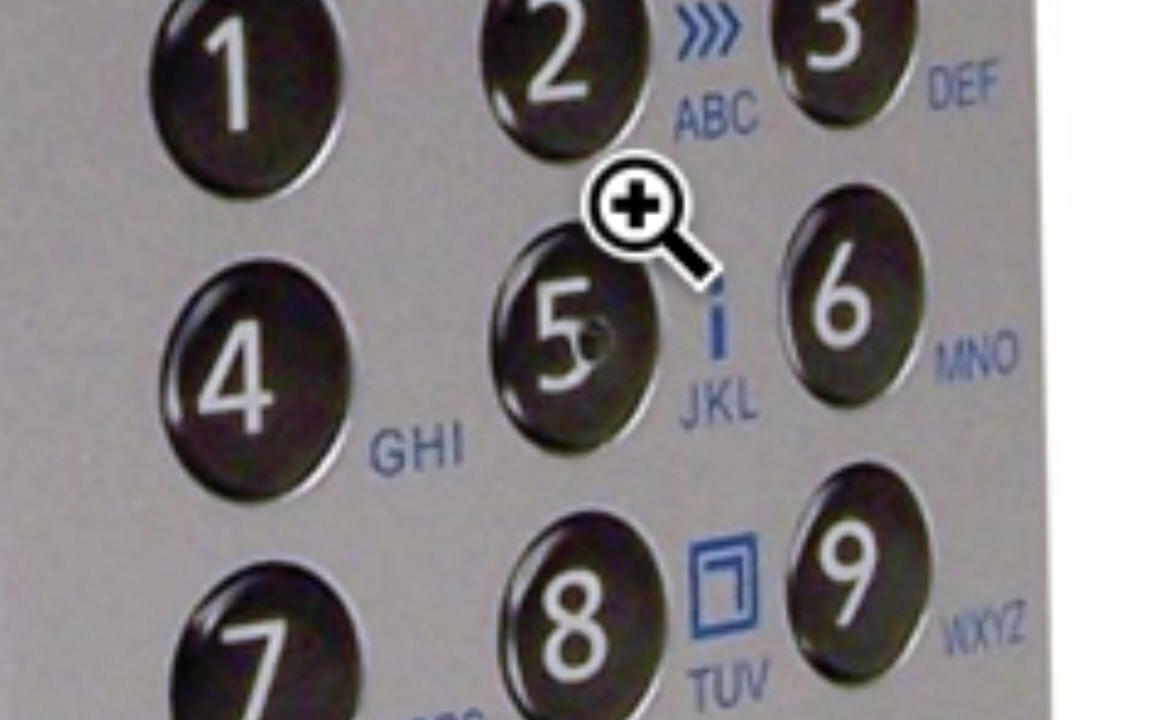 1 2 >>> 3
ABC DEF
4 5 i 6
GHI JKL MNO
7 8 9
TUV WXYZ